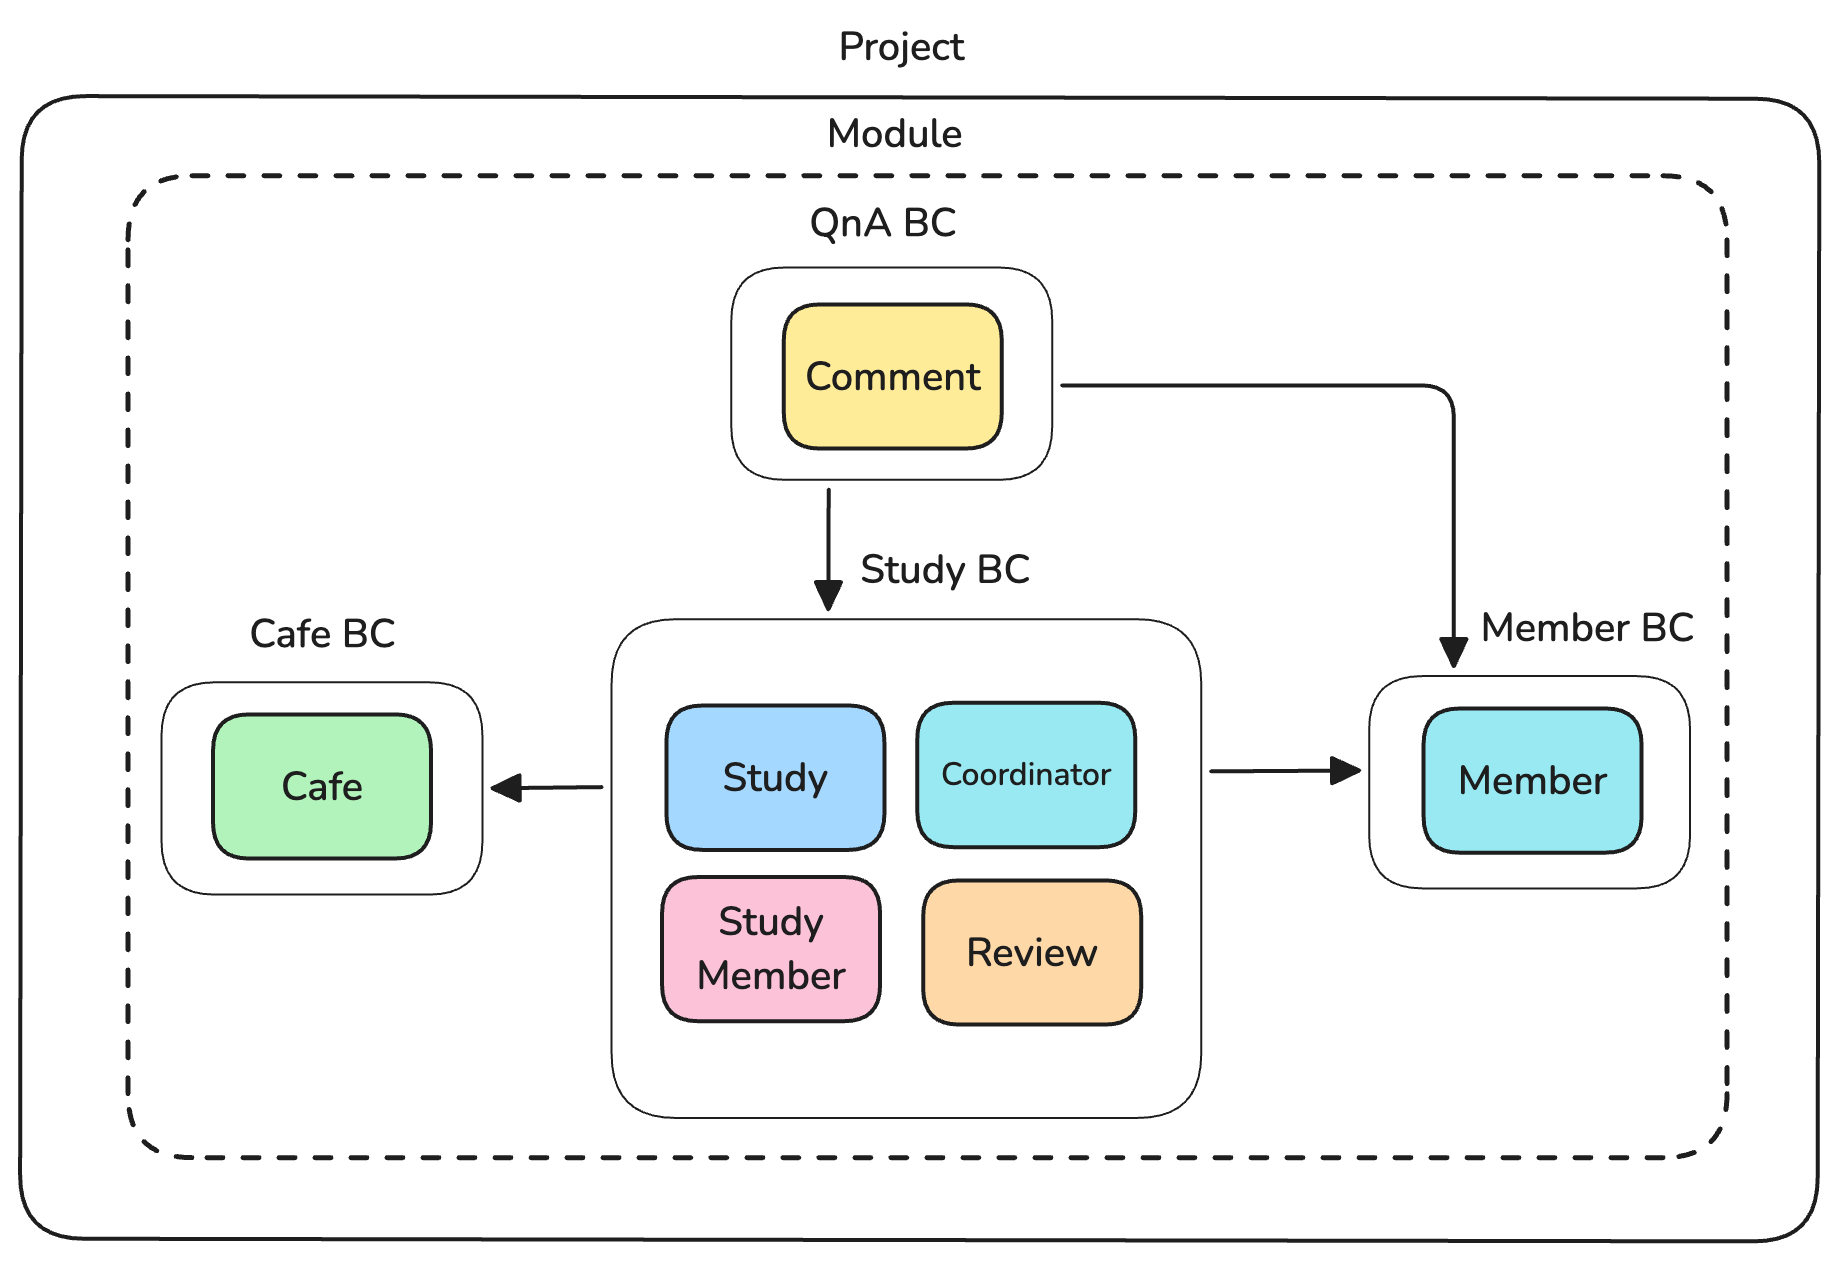 Project
Module
QnA BC
Comment
Study BC
Cafe BC
Member BC
Cafe
Study
Coordinator
Member
Study
Member
Review